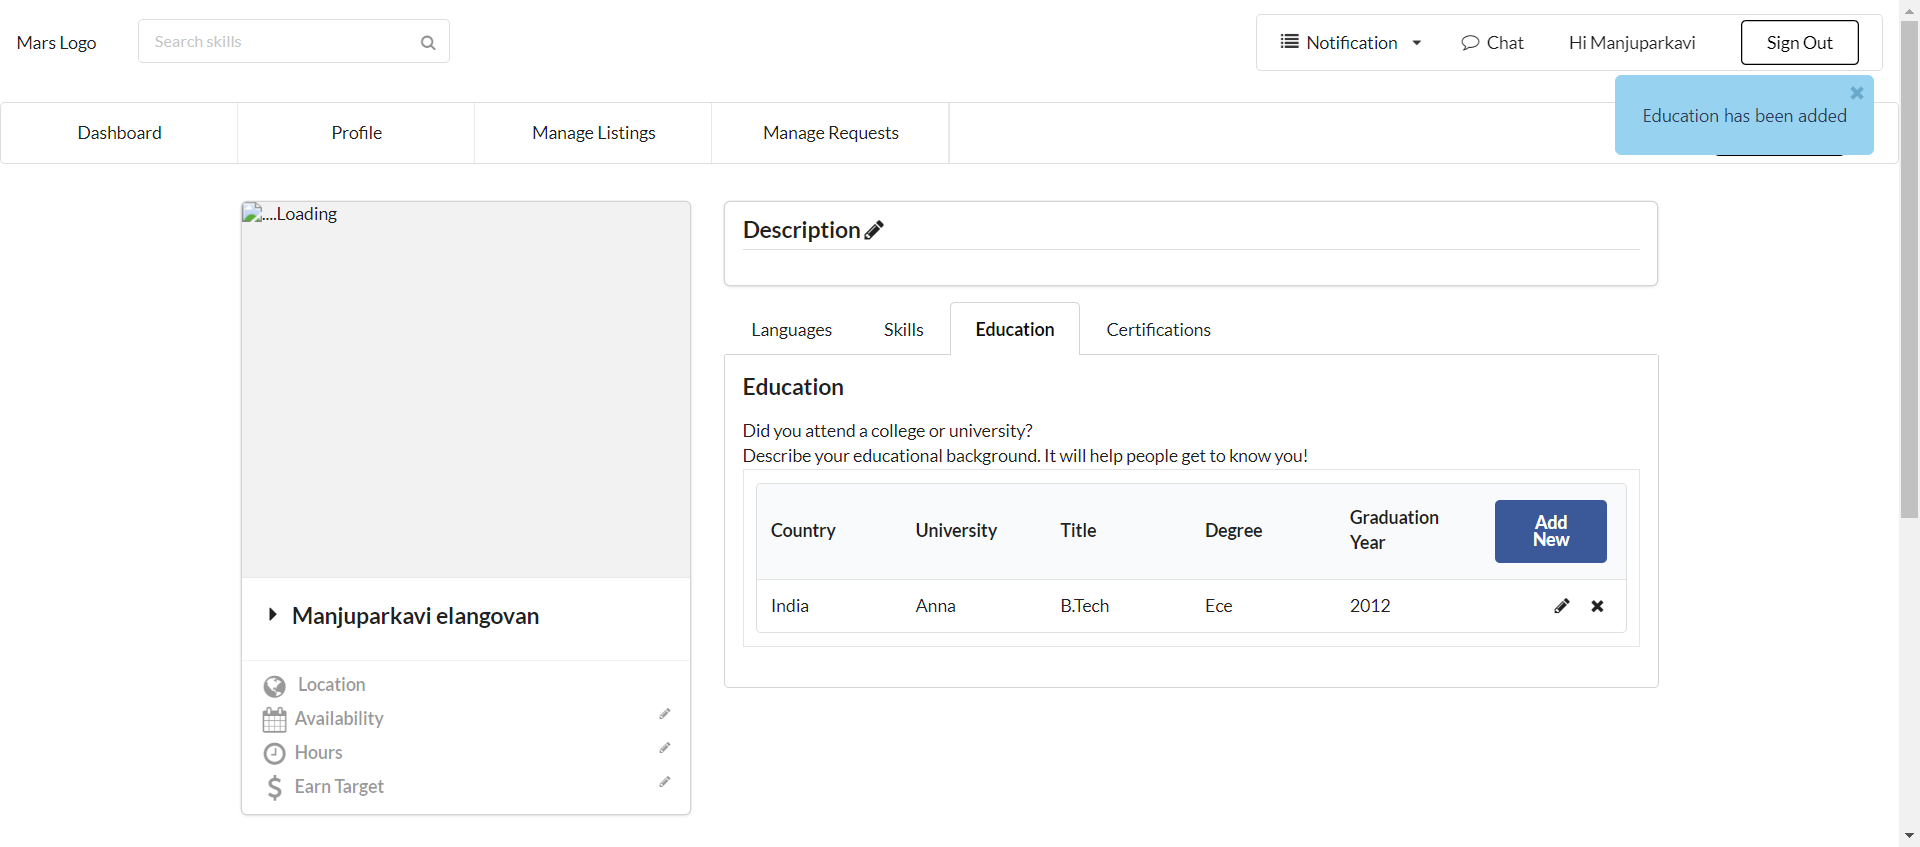 Mars Logo
Search skills
Notification
Chat
Hi Manjuparkavi
Sign Out
Education has been added
Dashboard
Profile
Manage Listings
Manage Requests
....Loading
Manjuparkavi elangovan
Location
Availability
Hours
Earn Target
Description
Languages
Skills
Education
Certifications
Education
Did you attend a college or university?
Describe your educational background. It will help people get to know you!
Country University Title Degree Graduation Year
Add New
India Anna B.Tech Ece 2012